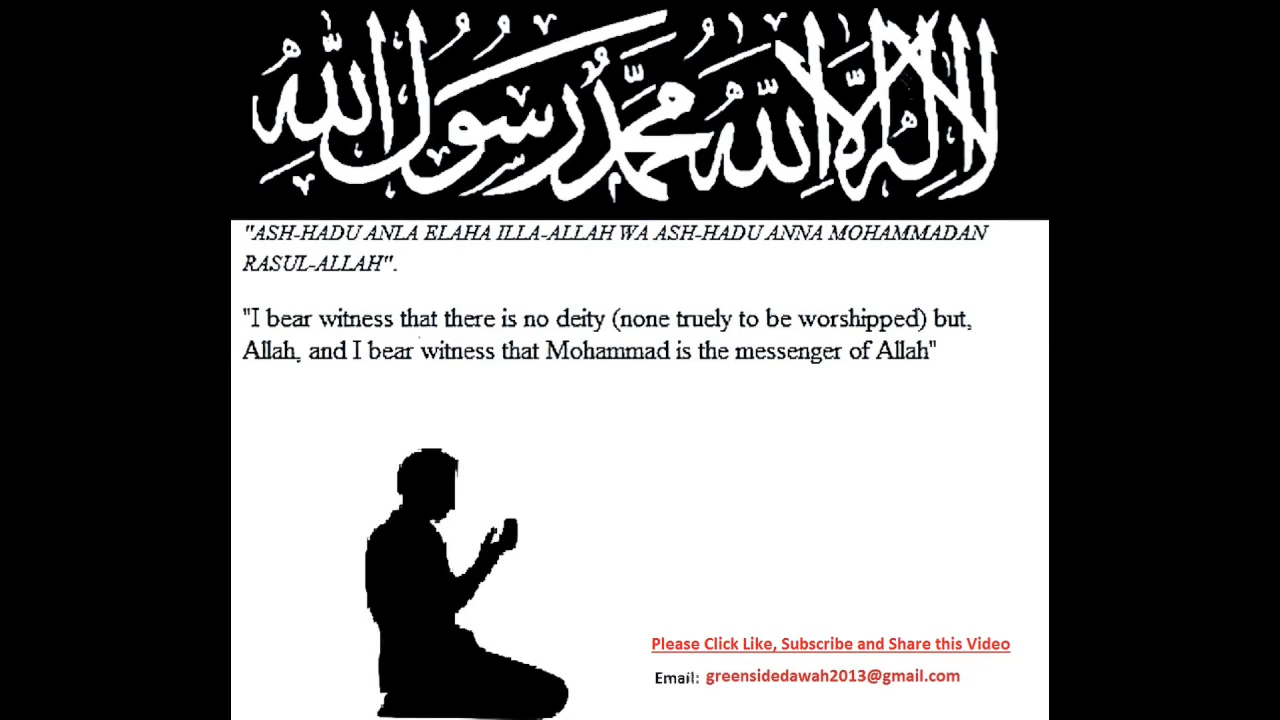 لا إله إلا الله محمد رسول الله
"ASH-HADU ANLA ELAHA ILLA-ALLAH WA ASH-HADU ANNA MOHAMMADAN
RASUL-ALLAH".
"I bear witness that there is no deity (none truely to be worshipped) but,
Allah, and I bear witness that Mohammad is the messenger of Allah"
Please Click Like, Subscribe and Share this Video
Email: greensidedawah2013@gmail.com